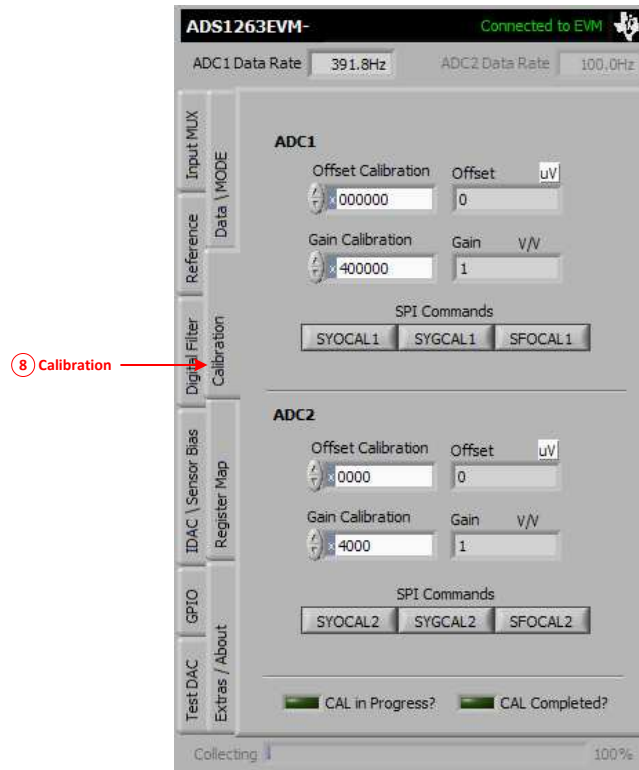 ADS1263EVM-
Connected to EVM
ADC1 Data Rate 391.8Hz ADC2 Data Rate 100.0Hz
Input MUX
Reference
Digital Filter
IDAC \ Sensor Bias
GPIO
Test DAC
Data \ MODE
Calibration
Register Map
Extras / About
8 Calibration
ADC1
Offset Calibration Offset uV
x 000000 0
Gain Calibration Gain V/V
x 400000 1
SPI Commands
SYOCAL1 SYGCAL1 SFOCAL1
ADC2
Offset Calibration Offset uV
x 0000 0
Gain Calibration Gain V/V
x 4000 1
SPI Commands
SYOCAL2 SYGCAL2 SFOCAL2
CAL in Progress? CAL Completed?
Collecting 100%